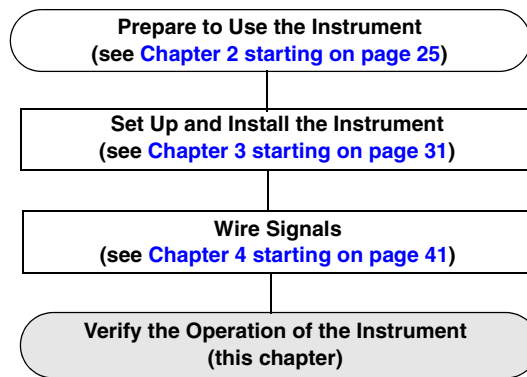 Prepare to Use the Instrument
(see Chapter 2 starting on page 25)
Set Up and Install the Instrument
(see Chapter 3 starting on page 31)
Wire Signals
(see Chapter 4 starting on page 41)
Verify the Operation of the Instrument
(this chapter)